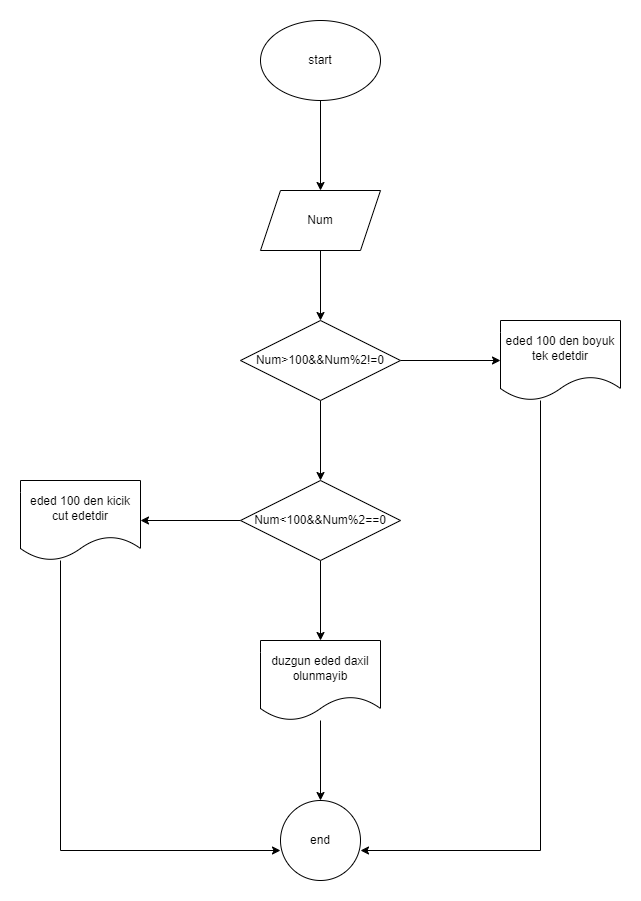 start
Num
Num>100&&Num%2!=0
eded 100 den boyuk
tek edetdir
eded 100 den kicik
cut edetdir
Num<100&&Num%2==0
duzgun eded daxil
olunmayib
end